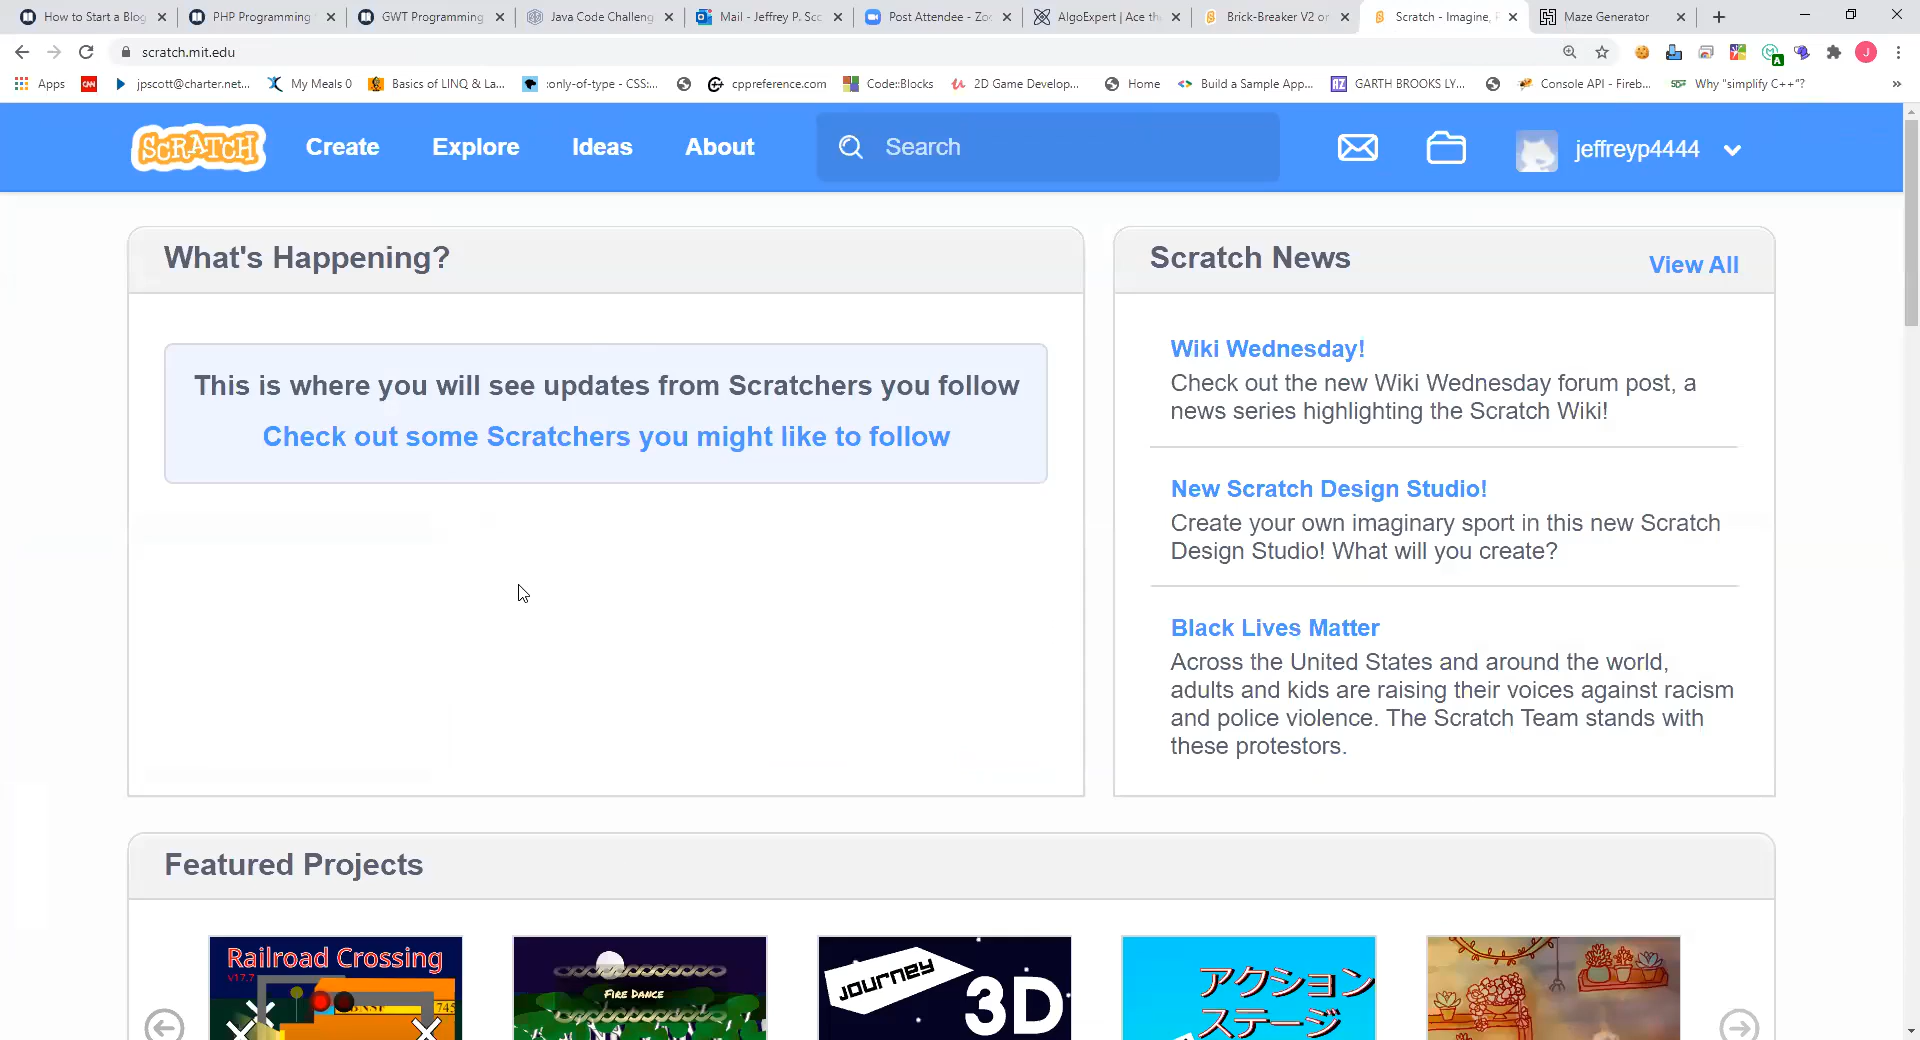 How to Start a Blog
PHP Programming
GWT Programming
Java Code Challeng
Mail - Jeffrey P. Sco
Post Attendee - Zoo
AlgoExpert | Ace th
Brick-Breaker V2 or
Scratch - Imagine,
Maze Generator
scratch.mit.edu
Apps
CNN
jpscott@charter.net...
My Meals 0
Basics of LINQ & La...
:only-of-type - CSS:...
cppreference.com
Code::Blocks
2D Game Develop...
Home
Build a Sample App...
GARTH BROOKS LY...
Console API - Fireb...
Why "simplify C++"?
SCRATCH
Create
Explore
Ideas
About
Search
jeffreyp4444
What's Happening?
This is where you will see updates from Scratchers you follow
Check out some Scratchers you might like to follow
Scratch News
View All
Wiki Wednesday!
Check out the new Wiki Wednesday forum post, a
news series highlighting the Scratch Wiki!
New Scratch Design Studio!
Create your own imaginary sport in this new Scratch
Design Studio! What will you create?
Black Lives Matter
Across the United States and around the world,
adults and kids are raising their voices against racism
and police violence. The Scratch Team stands with
these protestors.
Featured Projects
Railroad Crossing
v17.7
BNSF
745
FIRE DANCE
JOURNEY
3D
アクション
ステージ